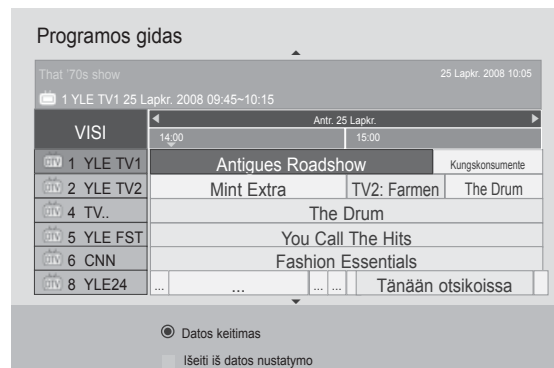 Programos gidas
That '70s show 25 Lapkr. 2008 10:05
1 YLE TV1 25 Lapkr. 2008 09:45~10:15
VISI
Antr. 25 Lapkr.
14:00 15:00
1 YLE TV1 Antigues Roadshow Kungskonsumente
2 YLE TV2 Mint Extra TV2: Farmen The Drum
4 TV.. The Drum
5 YLE FST You Call The Hits
6 CNN Fashion Essentials
8 YLE24 ... ... ... ... Tänään otsikoissa
Datos keitimas
Išeiti iš datos nustatymo